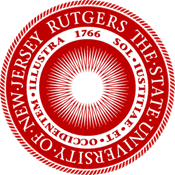 RUTGERS·THE·STATE·UNIVERSITY·OF·NEW·JERSEY
SOL·IUSTITIAE·ET·OCCIDENTEM·ILLUSTRA
1766